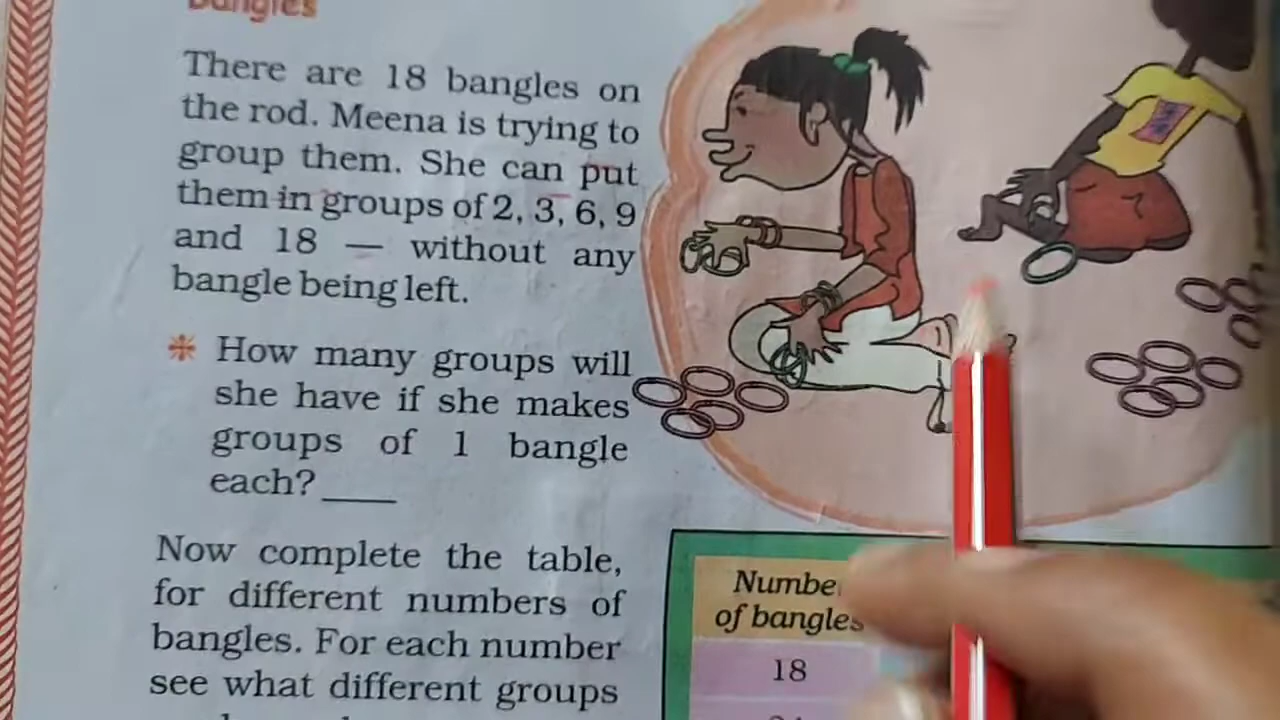 Bangles
There are 18 bangles on
the rod. Meena is trying to
group them. She can put
them in groups of 2, 3, 6, 9
and 18 — without any
bangle being left.
How many groups will
she have if she makes
groups of 1 bangle
each? ____
Now complete the table,
for different numbers of
bangles. For each number
see what different groups
Number
of bangles
18